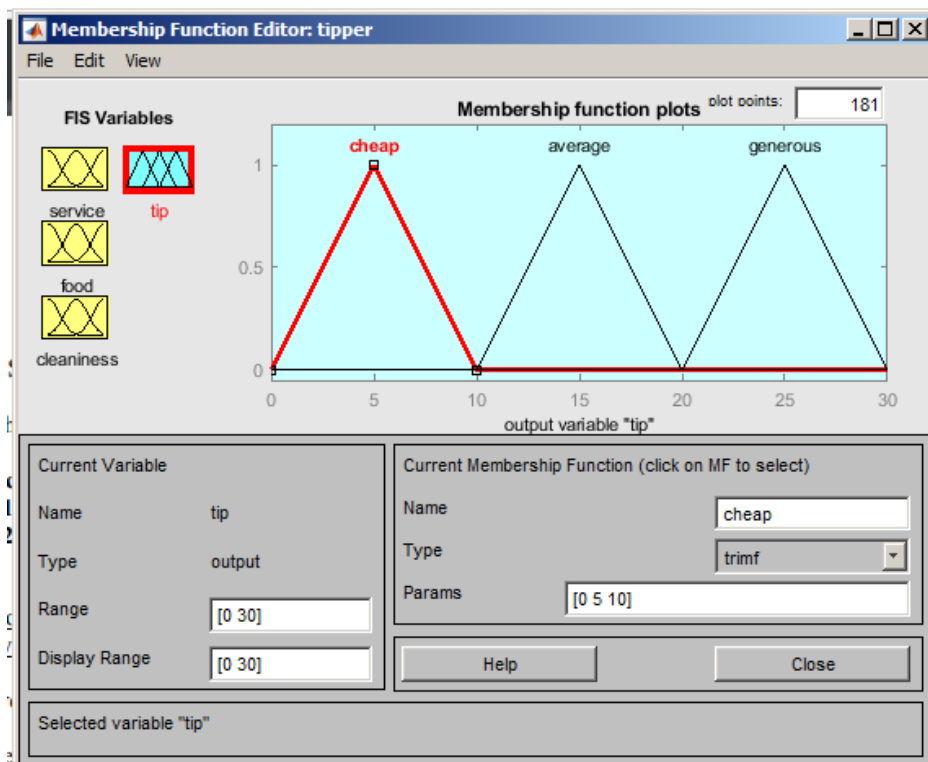 Membership Function Editor: tipper
File Edit View
FIS Variables
service
tip
food
cleaniness
Membership function plots
plot points:
181
cheap
average
generous
1
0.5
0
0
5
10
15
20
25
30
output variable "tip"
Current Variable
Name
tip
Type
output
Range
[0 30]
Display Range
[0 30]
Current Membership Function (click on MF to select)
Name
cheap
Type
trimf
Params
[0 5 10]
Help
Close
Selected variable "tip"